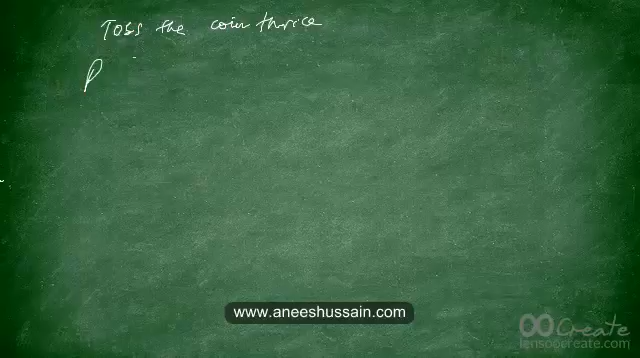 Toss the coin thrice
P
www.aneeshussain.com
Create
lensoocreate.com